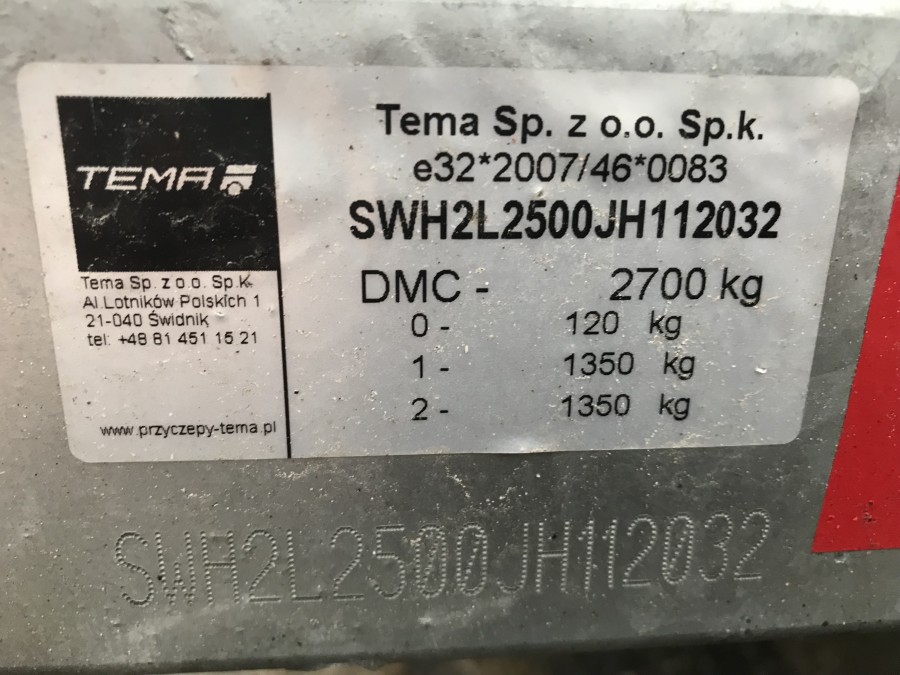 TEMA
Tema Sp. z o.o. Sp.k.
Al Lotników Polskich 1
21-040 Świdnik
tel: +48 81 451 15 21
www.przyczepy-tema.pl
Tema Sp. z o.o. Sp.k.
e32*2007/46*0083
SWH2L2500JH112032
DMC - 2700 kg
0 - 120 kg
1 - 1350 kg
2 - 1350 kg
SWH2L2500JH112032